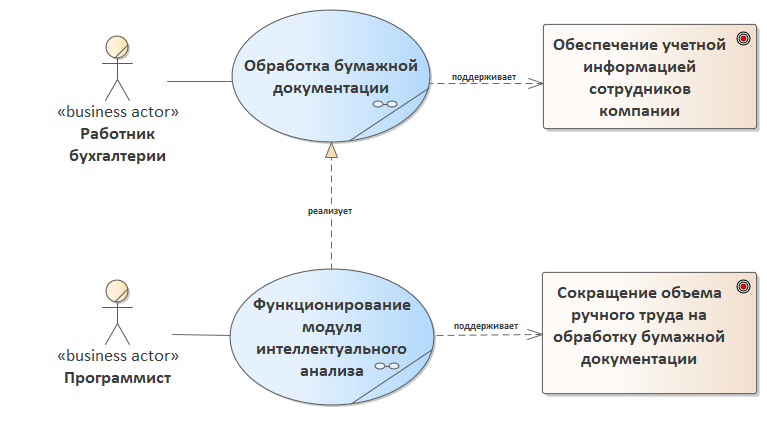 Обработка бумажной
документации
поддерживает
Обеспечение учетной
информацией
сотрудников
компании
«business actor»
Работник
бухгалтерии
реализует
Функционирование
модуля
интеллектуального
анализа
поддерживает
Сокращение объема
ручного труда на
обработку бумажной
документации
«business actor»
Программист